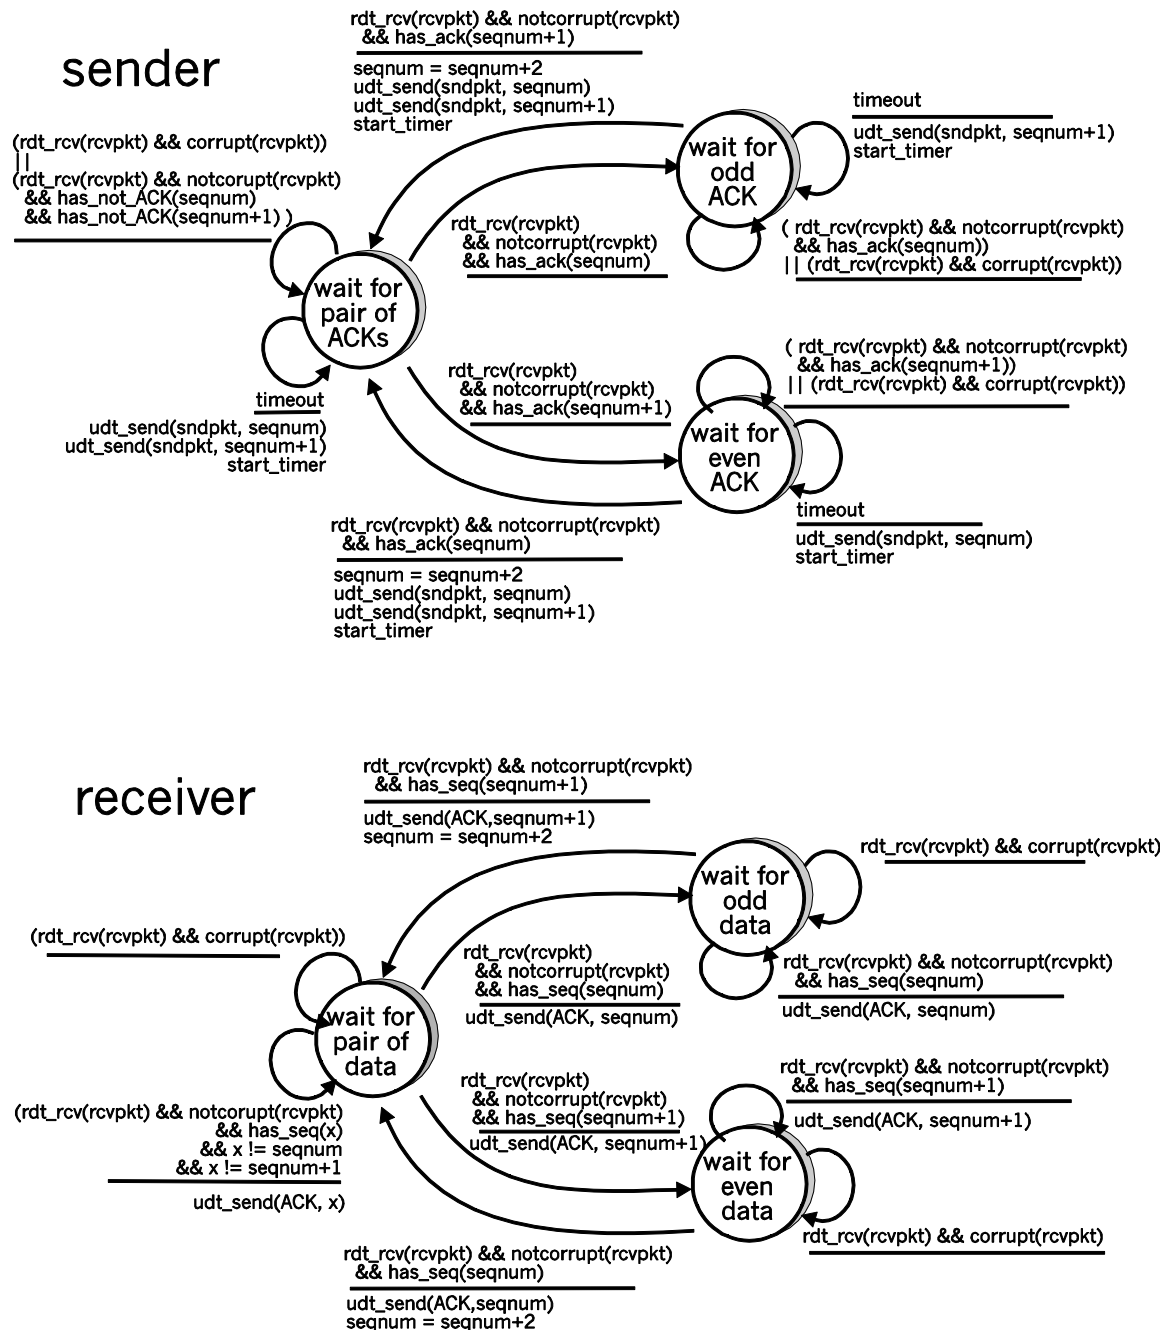 sender
rdt_rcv(rcvpkt) && notcorrupt(rcvpkt)
&& has_ack(seqnum+1)
seqnum = seqnum+2
udt_send(sndpkt, seqnum)
udt_send(sndpkt, seqnum+1)
start_timer
timeout
udt_send(sndpkt, seqnum+1)
start_timer
(rdt_rcv(rcvpkt) && corrupt(rcvpkt))
||
(rdt_rcv(rcvpkt) && notcorupt(rcvpkt)
&& has_not_ACK(seqnum)
&& has_not_ACK(seqnum+1) )
wait for
odd
ACK
rdt_rcv(rcvpkt)
&& notcorrupt(rcvpkt)
&& has_ack(seqnum)
( rdt_rcv(rcvpkt) && notcorrupt(rcvpkt)
&& has_ack(seqnum))
|| (rdt_rcv(rcvpkt) && corrupt(rcvpkt))
wait for
pair of
ACKs
timeout
udt_send(sndpkt, seqnum)
udt_send(sndpkt, seqnum+1)
start_timer
rdt_rcv(rcvpkt)
&& notcorrupt(rcvpkt)
&& has_ack(seqnum+1)
( rdt_rcv(rcvpkt) && notcorrupt(rcvpkt)
&& has_ack(seqnum+1))
|| (rdt_rcv(rcvpkt) && corrupt(rcvpkt))
wait for
even
ACK
timeout
udt_send(sndpkt, seqnum)
start_timer
rdt_rcv(rcvpkt) && notcorrupt(rcvpkt)
&& has_ack(seqnum)
seqnum = seqnum+2
udt_send(sndpkt, seqnum)
udt_send(sndpkt, seqnum+1)
start_timer
receiver
rdt_rcv(rcvpkt) && notcorrupt(rcvpkt)
&& has_seq(seqnum+1)
udt_send(ACK,seqnum+1)
seqnum = seqnum+2
rdt_rcv(rcvpkt) && corrupt(rcvpkt)
wait for
odd
data
(rdt_rcv(rcvpkt) && corrupt(rcvpkt))
rdt_rcv(rcvpkt)
&& notcorrupt(rcvpkt)
&& has_seq(seqnum)
udt_send(ACK, seqnum)
rdt_rcv(rcvpkt) && notcorrupt(rcvpkt)
&& has_seq(seqnum)
udt_send(ACK, seqnum)
wait for
pair of
data
(rdt_rcv(rcvpkt) && notcorupt(rcvpkt)
&& has_seq(x)
&& x != seqnum
&& x != seqnum+1
udt_send(ACK, x)
rdt_rcv(rcvpkt)
&& notcorrupt(rcvpkt)
&& has_seq(seqnum+1)
udt_send(ACK, seqnum+1)
rdt_rcv(rcvpkt) && notcorrupt(rcvpkt)
&& has_seq(seqnum+1)
udt_send(ACK, seqnum+1)
wait for
even
data
rdt_rcv(rcvpkt) && corrupt(rcvpkt)
rdt_rcv(rcvpkt) && notcorrupt(rcvpkt)
&& has_seq(seqnum)
udt_send(ACK,seqnum)
seqnum = seqnum+2